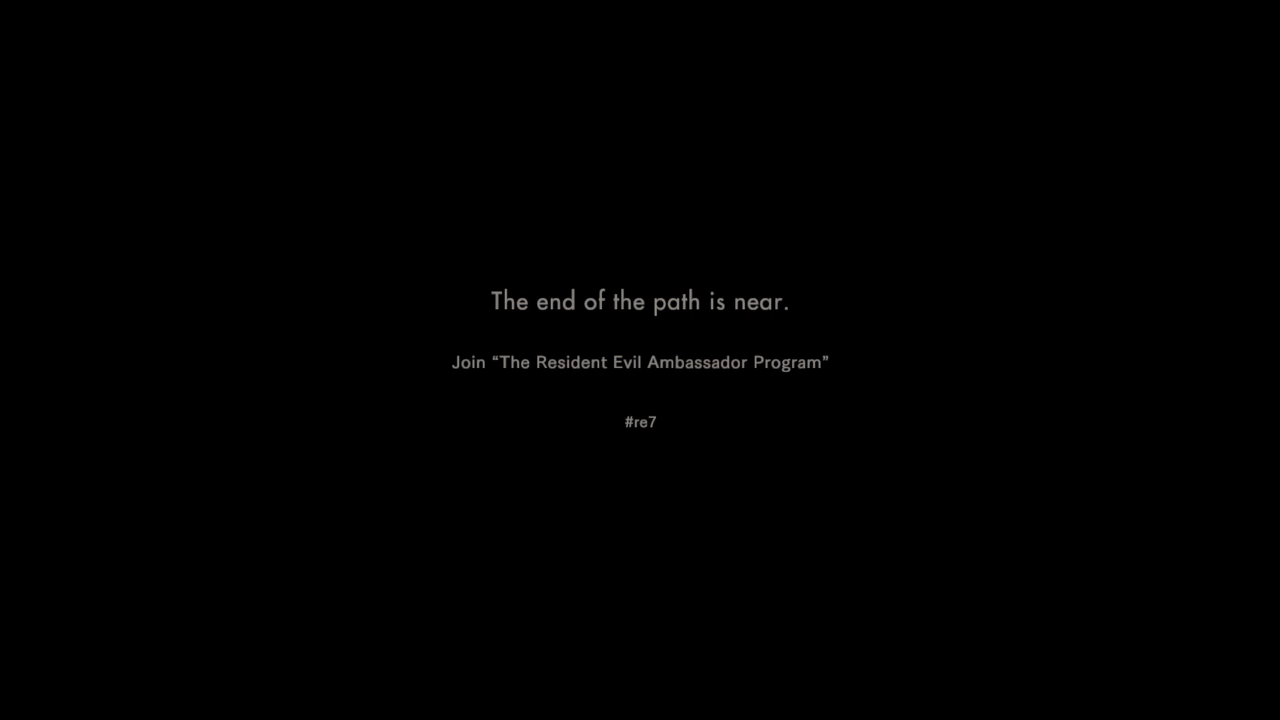 The end of the path is near.
Join “The Resident Evil Ambassador Program”
#re7